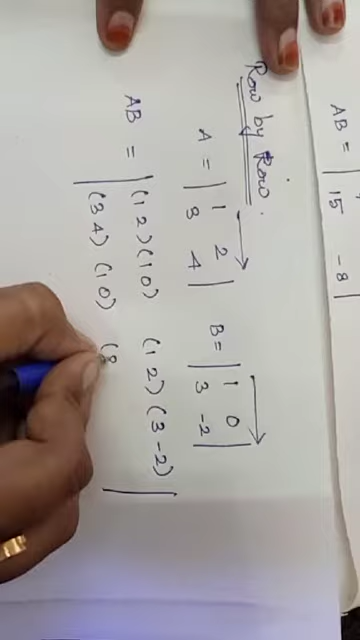 AB =
15 -8
Row by Row.
A = | 1 2 | B = | 1 0 |
| 3 4 | | 3 -2 |
AB = | (1 2) (1 0) (1 2) (3 -2) |
| (3 4) (1 0) (3